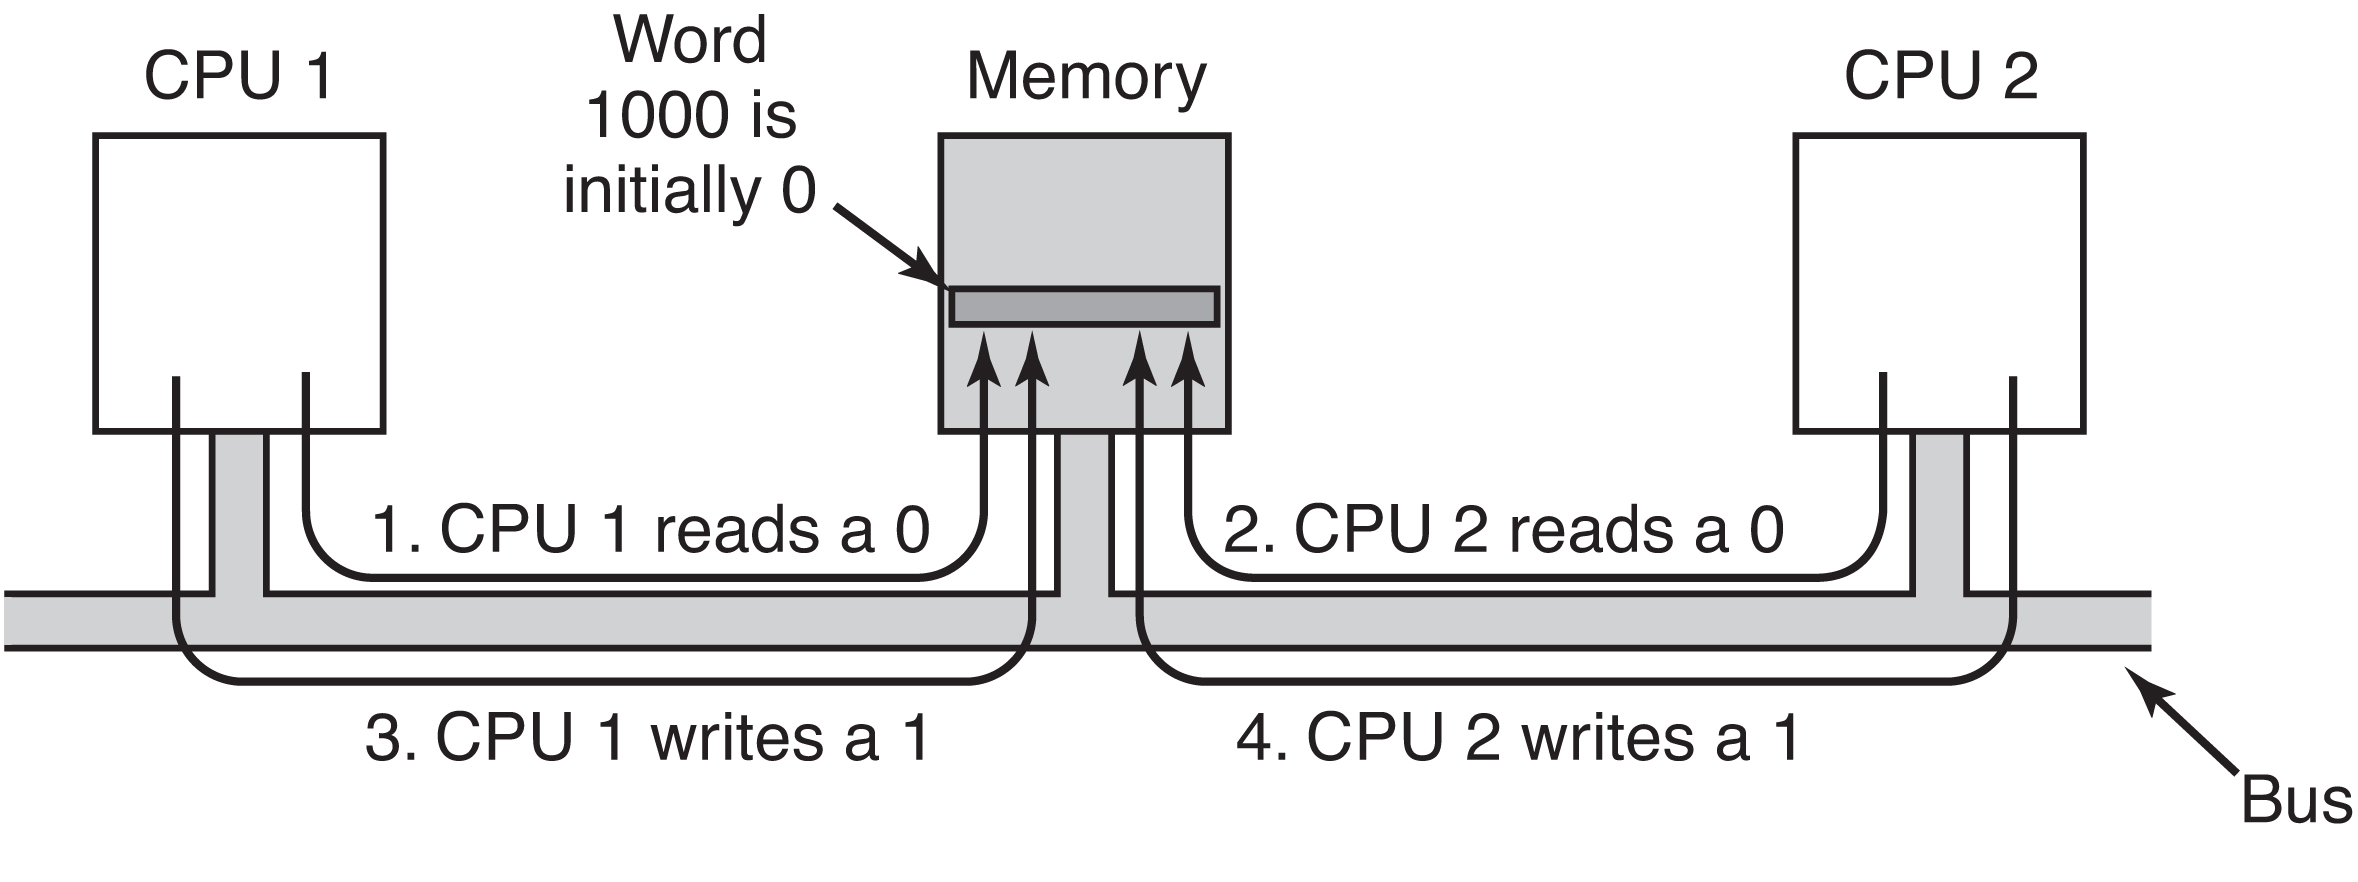 CPU 1
Word
1000 is
initially 0
Memory
CPU 2
1. CPU 1 reads a 0
2. CPU 2 reads a 0
3. CPU 1 writes a 1
4. CPU 2 writes a 1
Bus